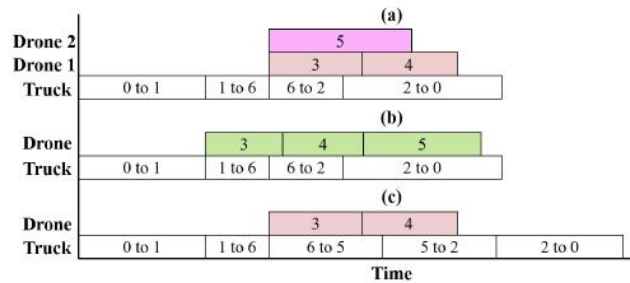 (a)
Drone 2 5
Drone 1 3 4
Truck 0 to 1 1 to 6 6 to 2 2 to 0
(b)
Drone 3 4 5
Truck 0 to 1 1 to 6 6 to 2 2 to 0
(c)
Drone 3 4
Truck 0 to 1 1 to 6 6 to 5 5 to 2 2 to 0
Time